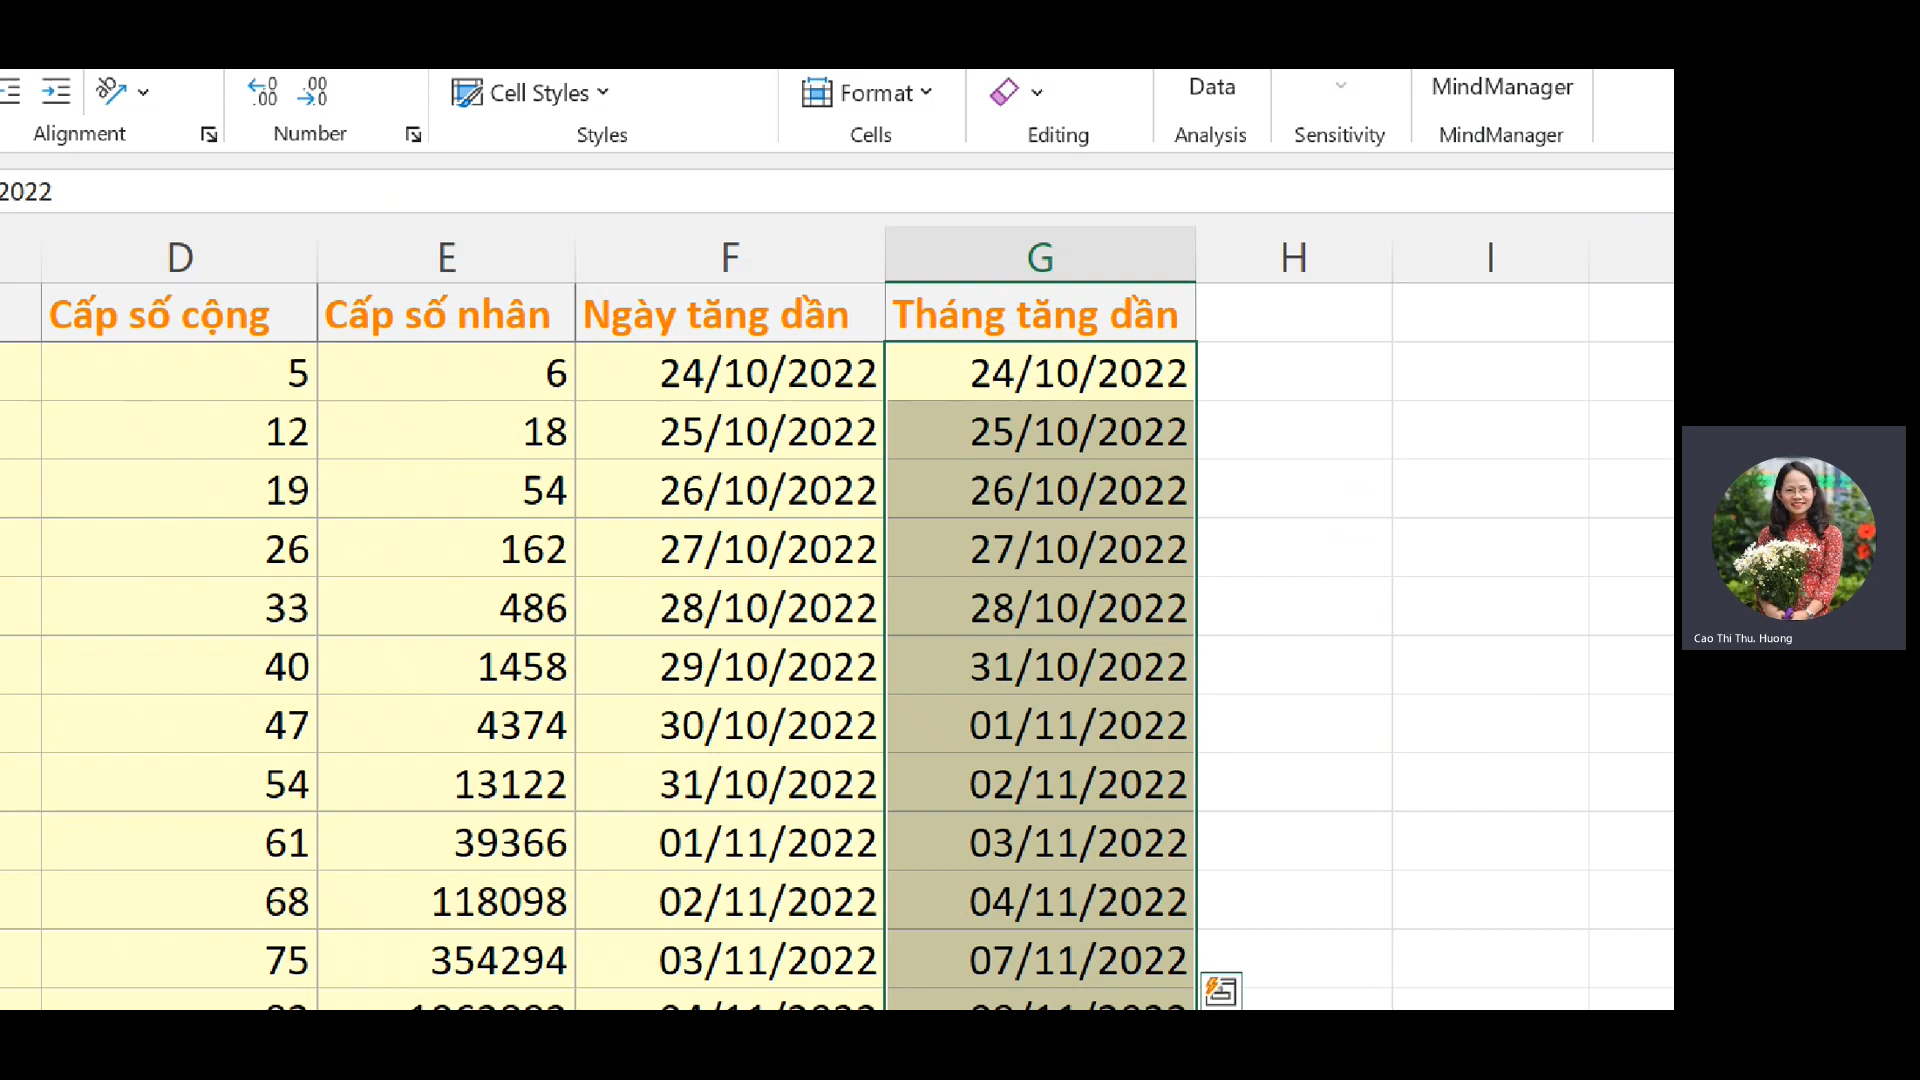 Cell Styles
Format
Data
MindManager
Alignment
Number
Styles
Cells
Editing
Analysis
Sensitivity
MindManager
2022
D E F G H I
Cấp số cộng Cấp số nhân Ngày tăng dần Tháng tăng dần
5 6 24/10/2022 24/10/2022
12 18 25/10/2022 25/10/2022
19 54 26/10/2022 26/10/2022
26 162 27/10/2022 27/10/2022
33 486 28/10/2022 28/10/2022
40 1458 29/10/2022 31/10/2022
47 4374 30/10/2022 01/11/2022
54 13122 31/10/2022 02/11/2022
61 39366 01/11/2022 03/11/2022
68 118098 02/11/2022 04/11/2022
75 354294 03/11/2022 07/11/2022
Cao Thi Thu. Huong